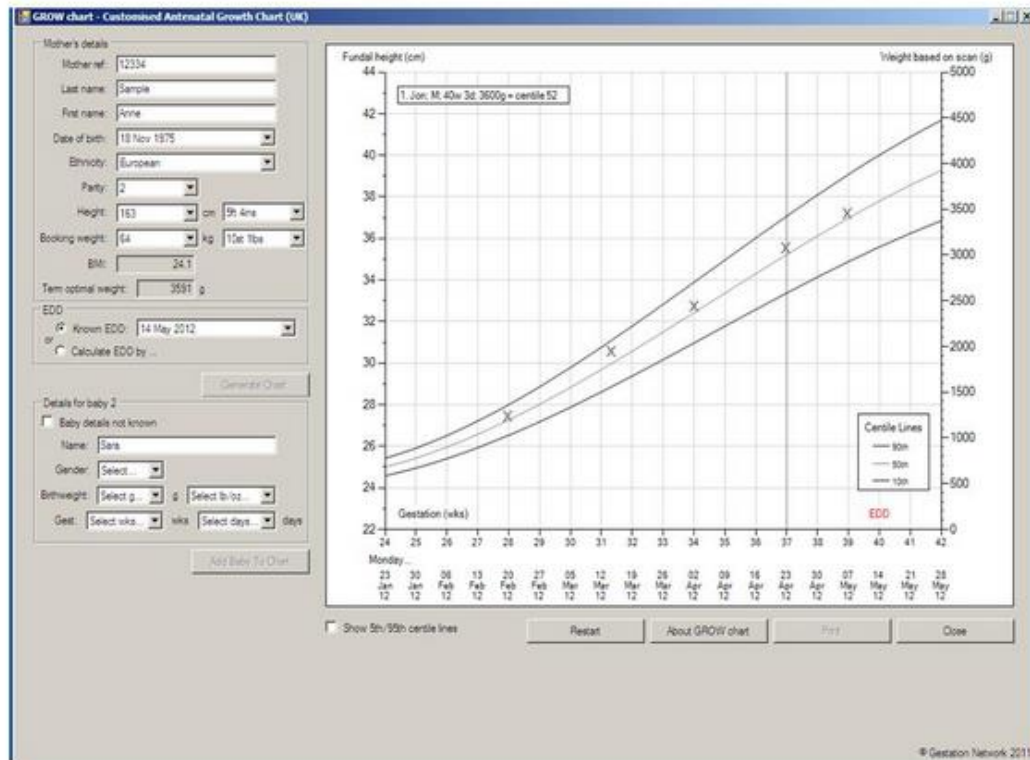 GROW chart - Customised Antenatal Growth Chart (UK)
Mother's details
Mother ref: 12334
Last name: Sample
First name: Anne
Date of birth: 18 Nov 1975
Ethnicity: European
Parity: 2
Height: 163 cm 5ft 4ins
Booking weight: 64 kg 10st 1lbs
BMI: 24.1
Term optimal weight: 3591 g
EDD
Known EDD: 14 May 2012
or
Calculate EDD by ...
Generate Chart
Details for baby 2
Baby details not known
Name: Sara
Gender: Select...
Birthweight: Select g... g Select lb/oz...
Gest: Select wks... wks Select days... days
Add Baby To Chart
Fundal height (cm)
Weight based on scan (g)
1. Jon; M; 40w 3d; 3600g = centile 52
44
42
40
38
36
34
32
30
28
26
24
22
5000
4500
4000
3500
3000
2500
2000
1500
1000
500
0
Centile Lines
90th
50th
10th
Gestation (wks)
EDD
24 25 26 27 28 29 30 31 32 33 34 35 36 37 38 39 40 41 42
Monday...
23 30 06 13 20 27 05 12 19 26 02 09 16 23 30 07 14 21 28
Jan Jan Feb Feb Feb Feb Mar Mar Mar Mar Apr Apr Apr Apr Apr May May May May
12 12 12 12 12 12 12 12 12 12 12 12 12 12 12 12 12 12 12
Show 5th/95th centile lines
Restart
About GROW chart
Print
Close
© Gestation Network 2011